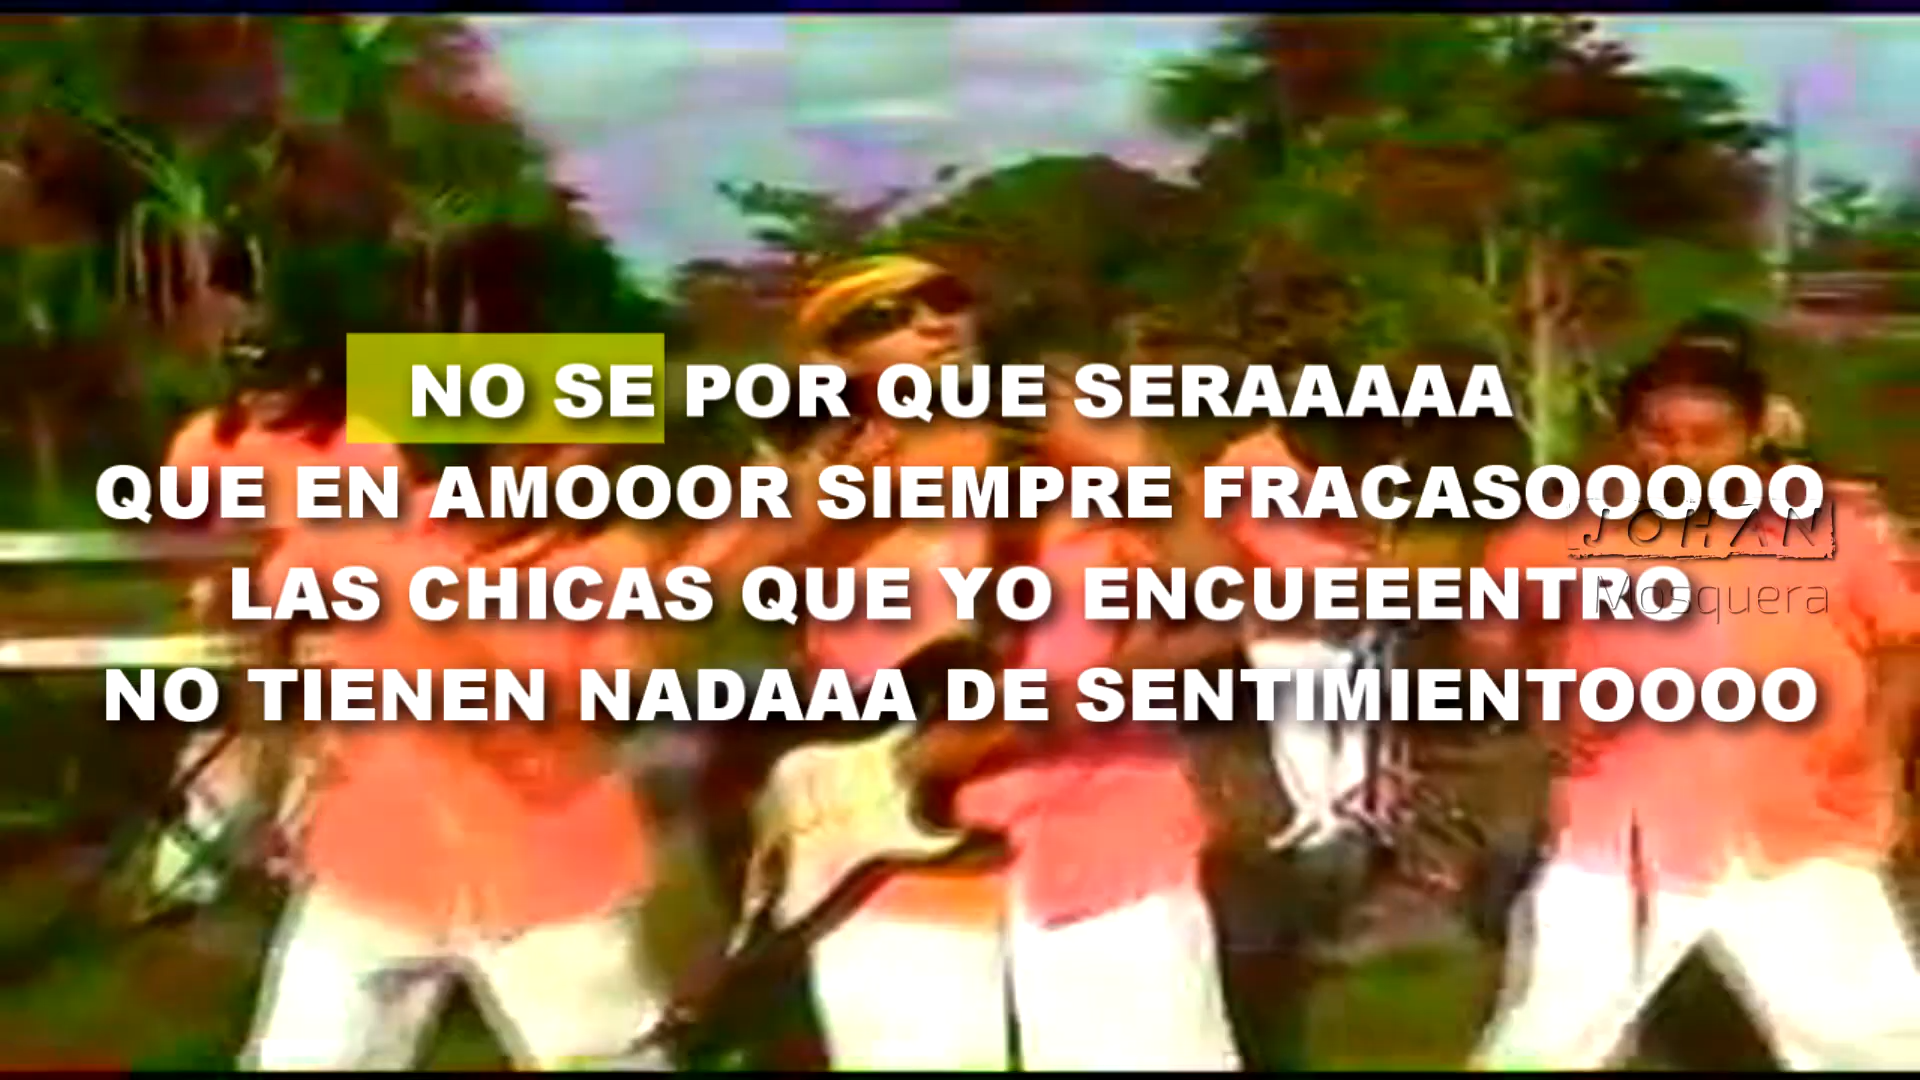 NO SE POR QUE SERAAAAA
QUE EN AMOOOR SIEMPRE FRACASOOOOO
JOHAN
LAS CHICAS QUE YO ENCUEEENTRO
Mosquera
NO TIENEN NADAAA DE SENTIMIENTOOOO